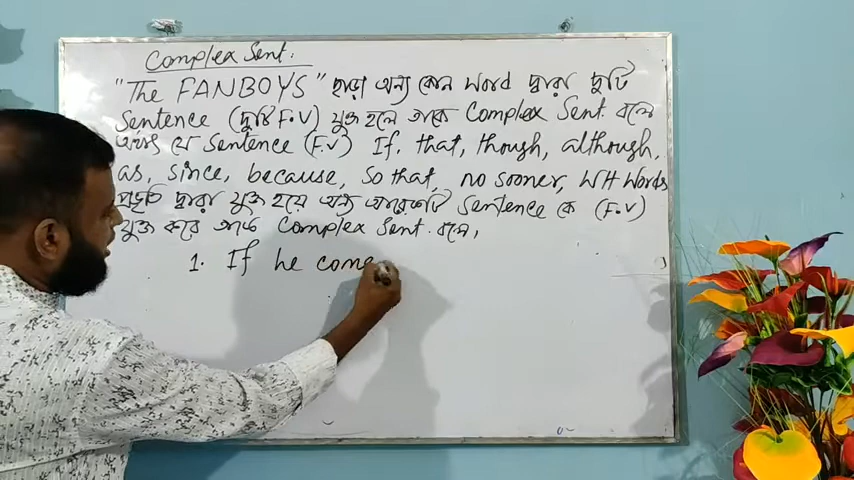 Complex Sent.
"The FANBOYS" ছাড়া অন্য কোন word দ্বারা দুটি
Sentence (দুটি F.V) যুক্ত হলে তাকে Complex Sent. বলে
অর্থাৎ যে Sentence (F.V) If, that, though, although,
as, since, because, so that, no sooner, WH Words
প্রভৃতি দ্বারা যুক্ত হয়ে অন্য আরেকটি Sentence কে (F.V)
যুক্ত করে তাকে Complex Sent. বলে,
1. If he come